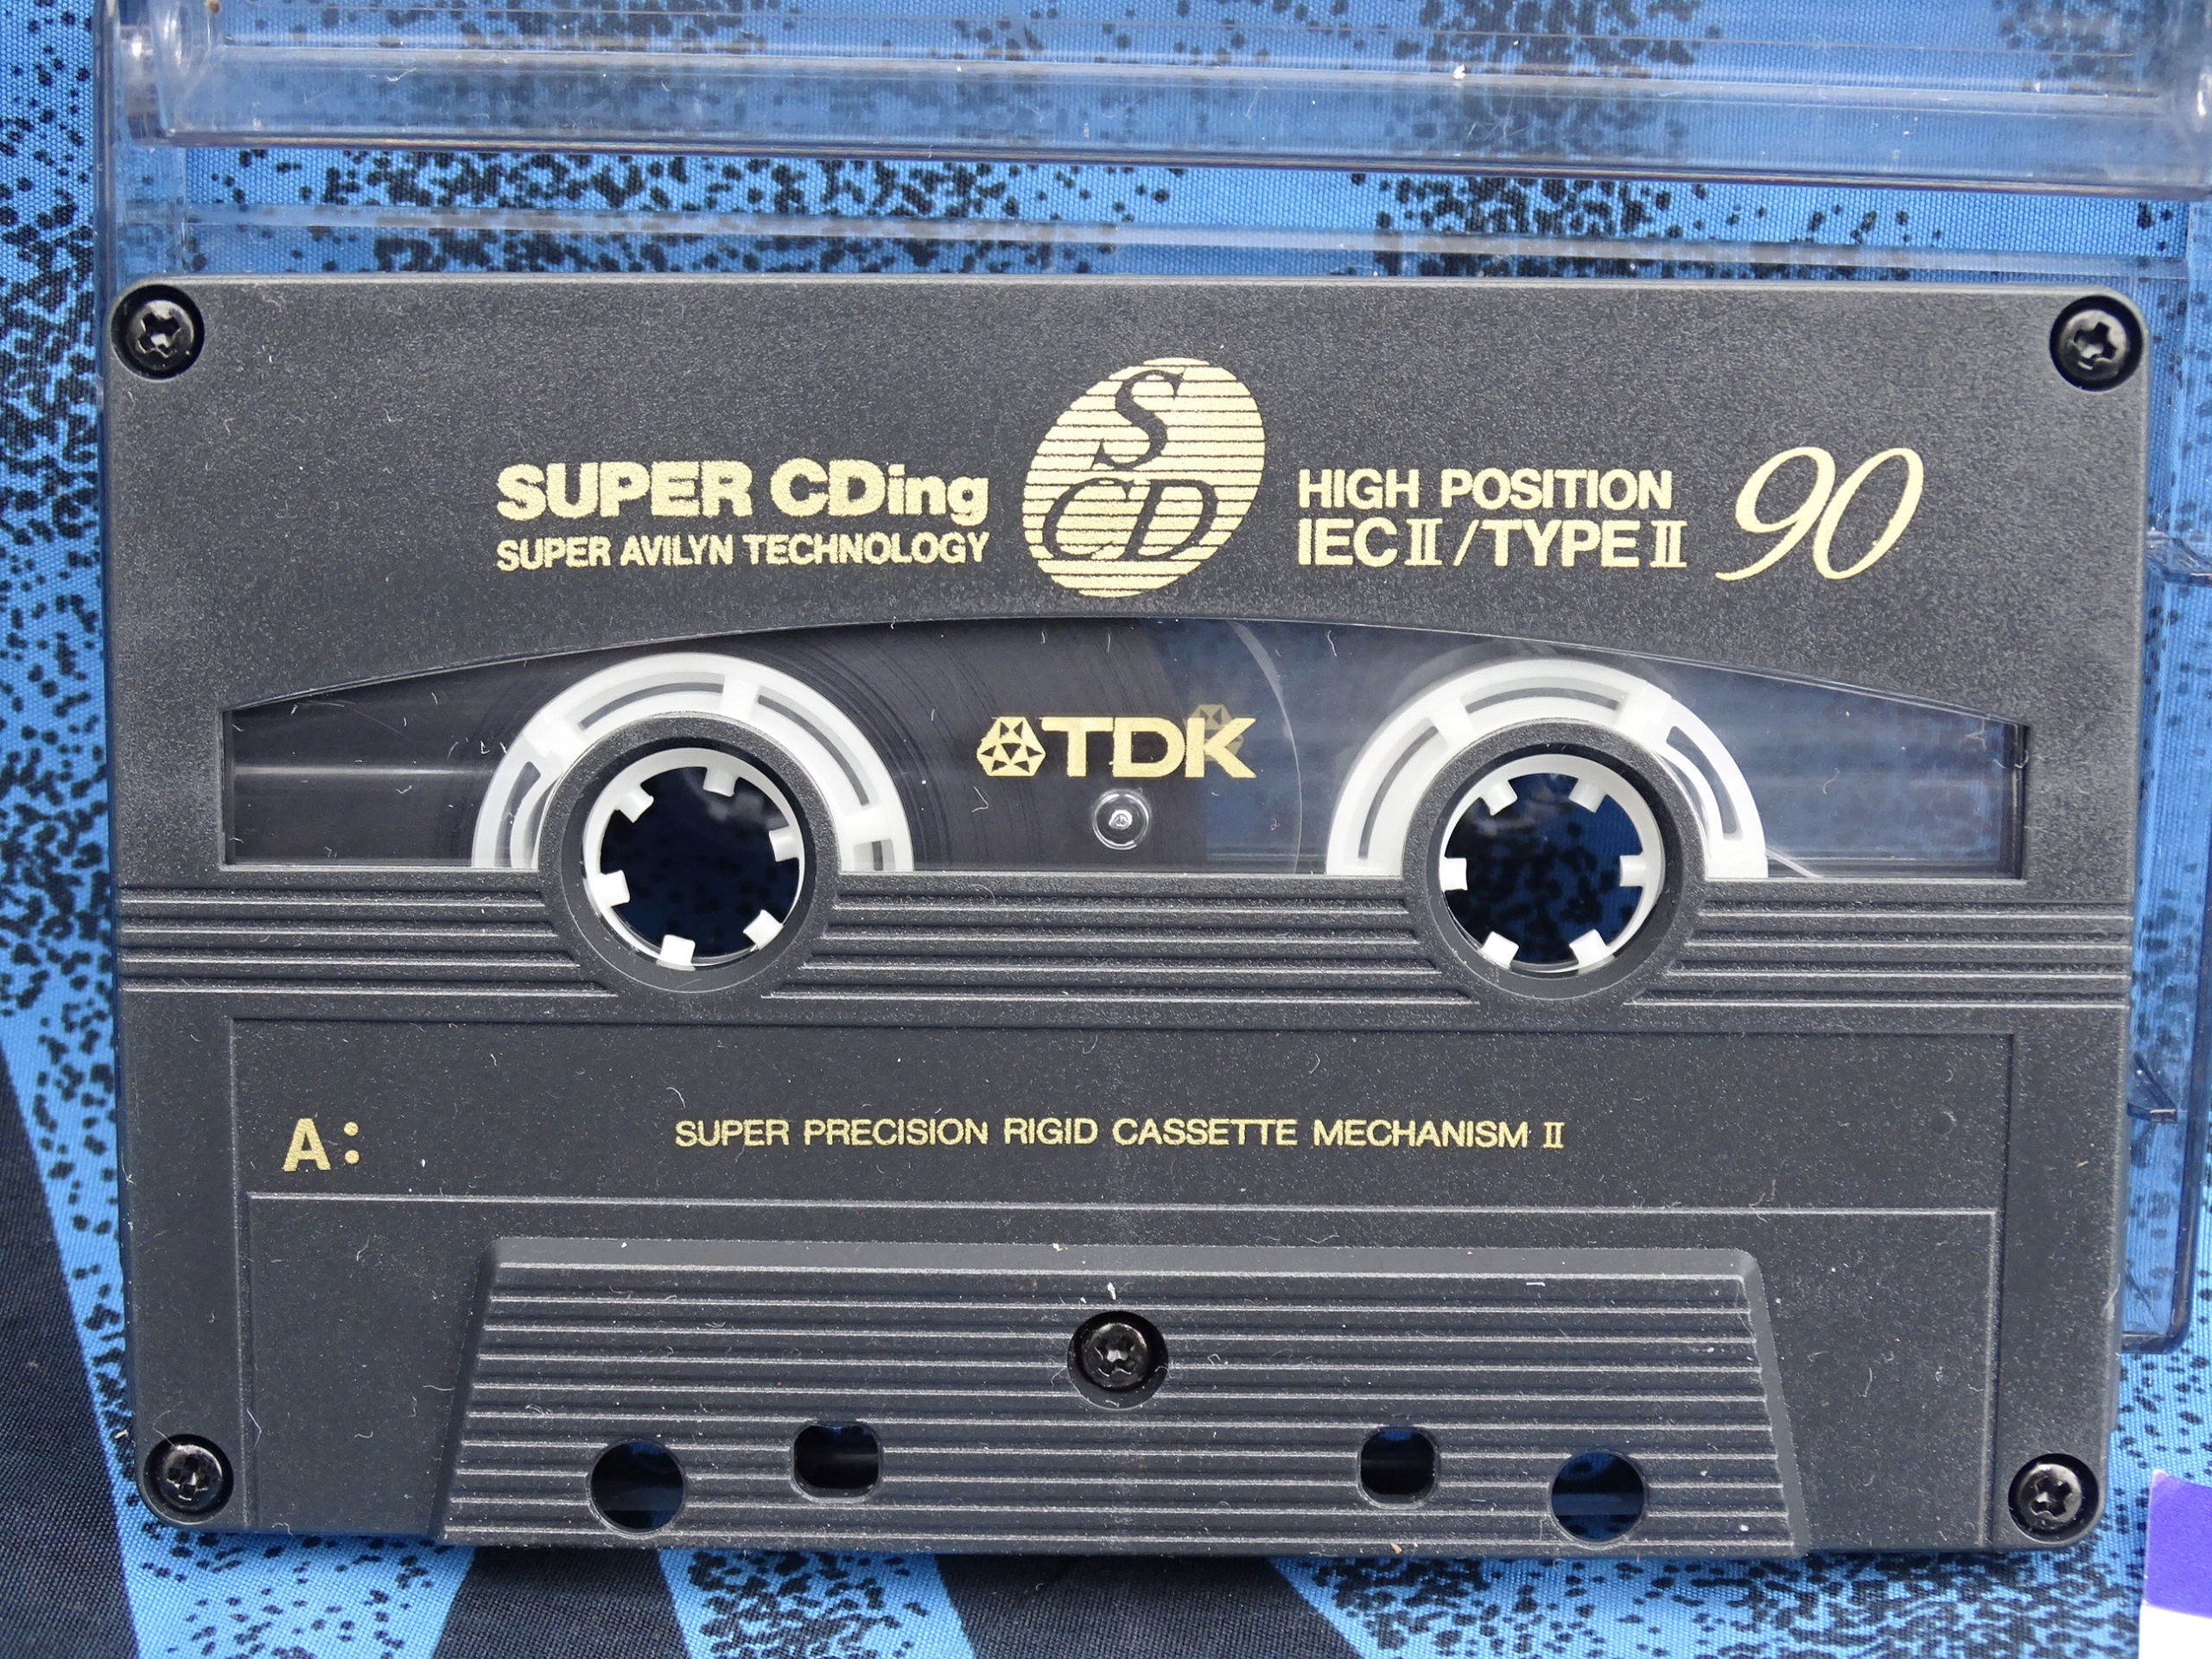 SUPER CDing
SUPER AVILYN TECHNOLOGY
S
CD
HIGH POSITION
IEC II/TYPE II
90
TDK
A:
SUPER PRECISION RIGID CASSETTE MECHANISM II